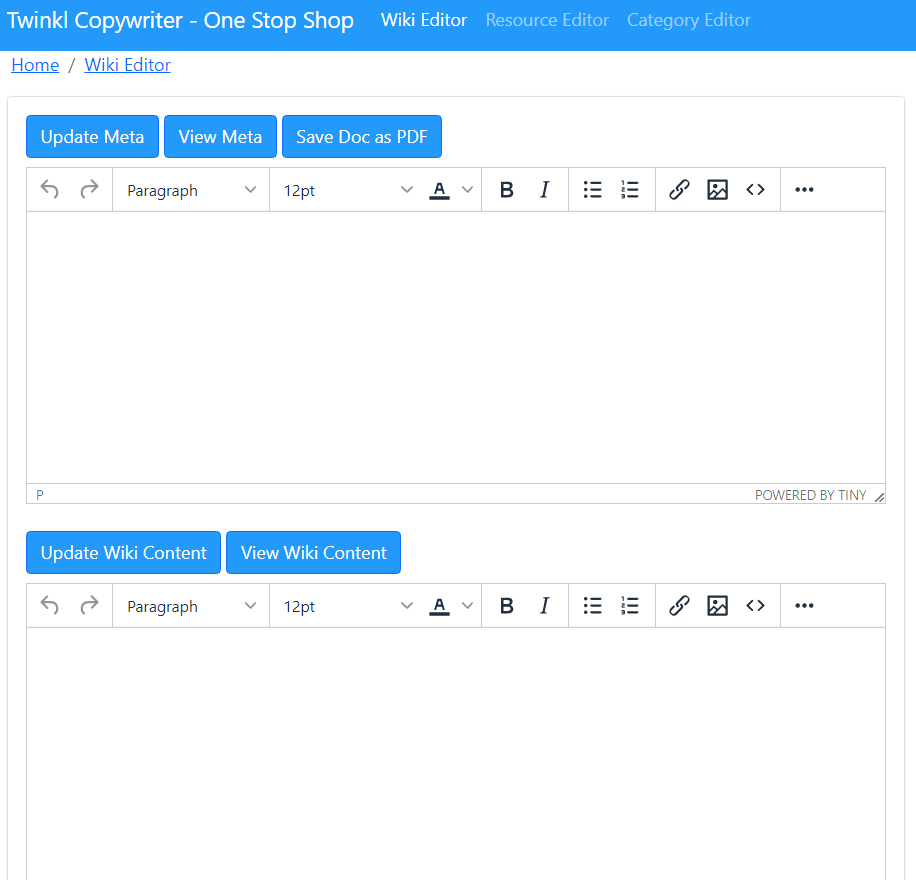 Twinkl Copywriter - One Stop Shop Wiki Editor Resource Editor Category Editor
Home / Wiki Editor
Update Meta View Meta Save Doc as PDF
Paragraph 12pt A B I
P POWERED BY TINY
Update Wiki Content View Wiki Content
Paragraph 12pt A B I